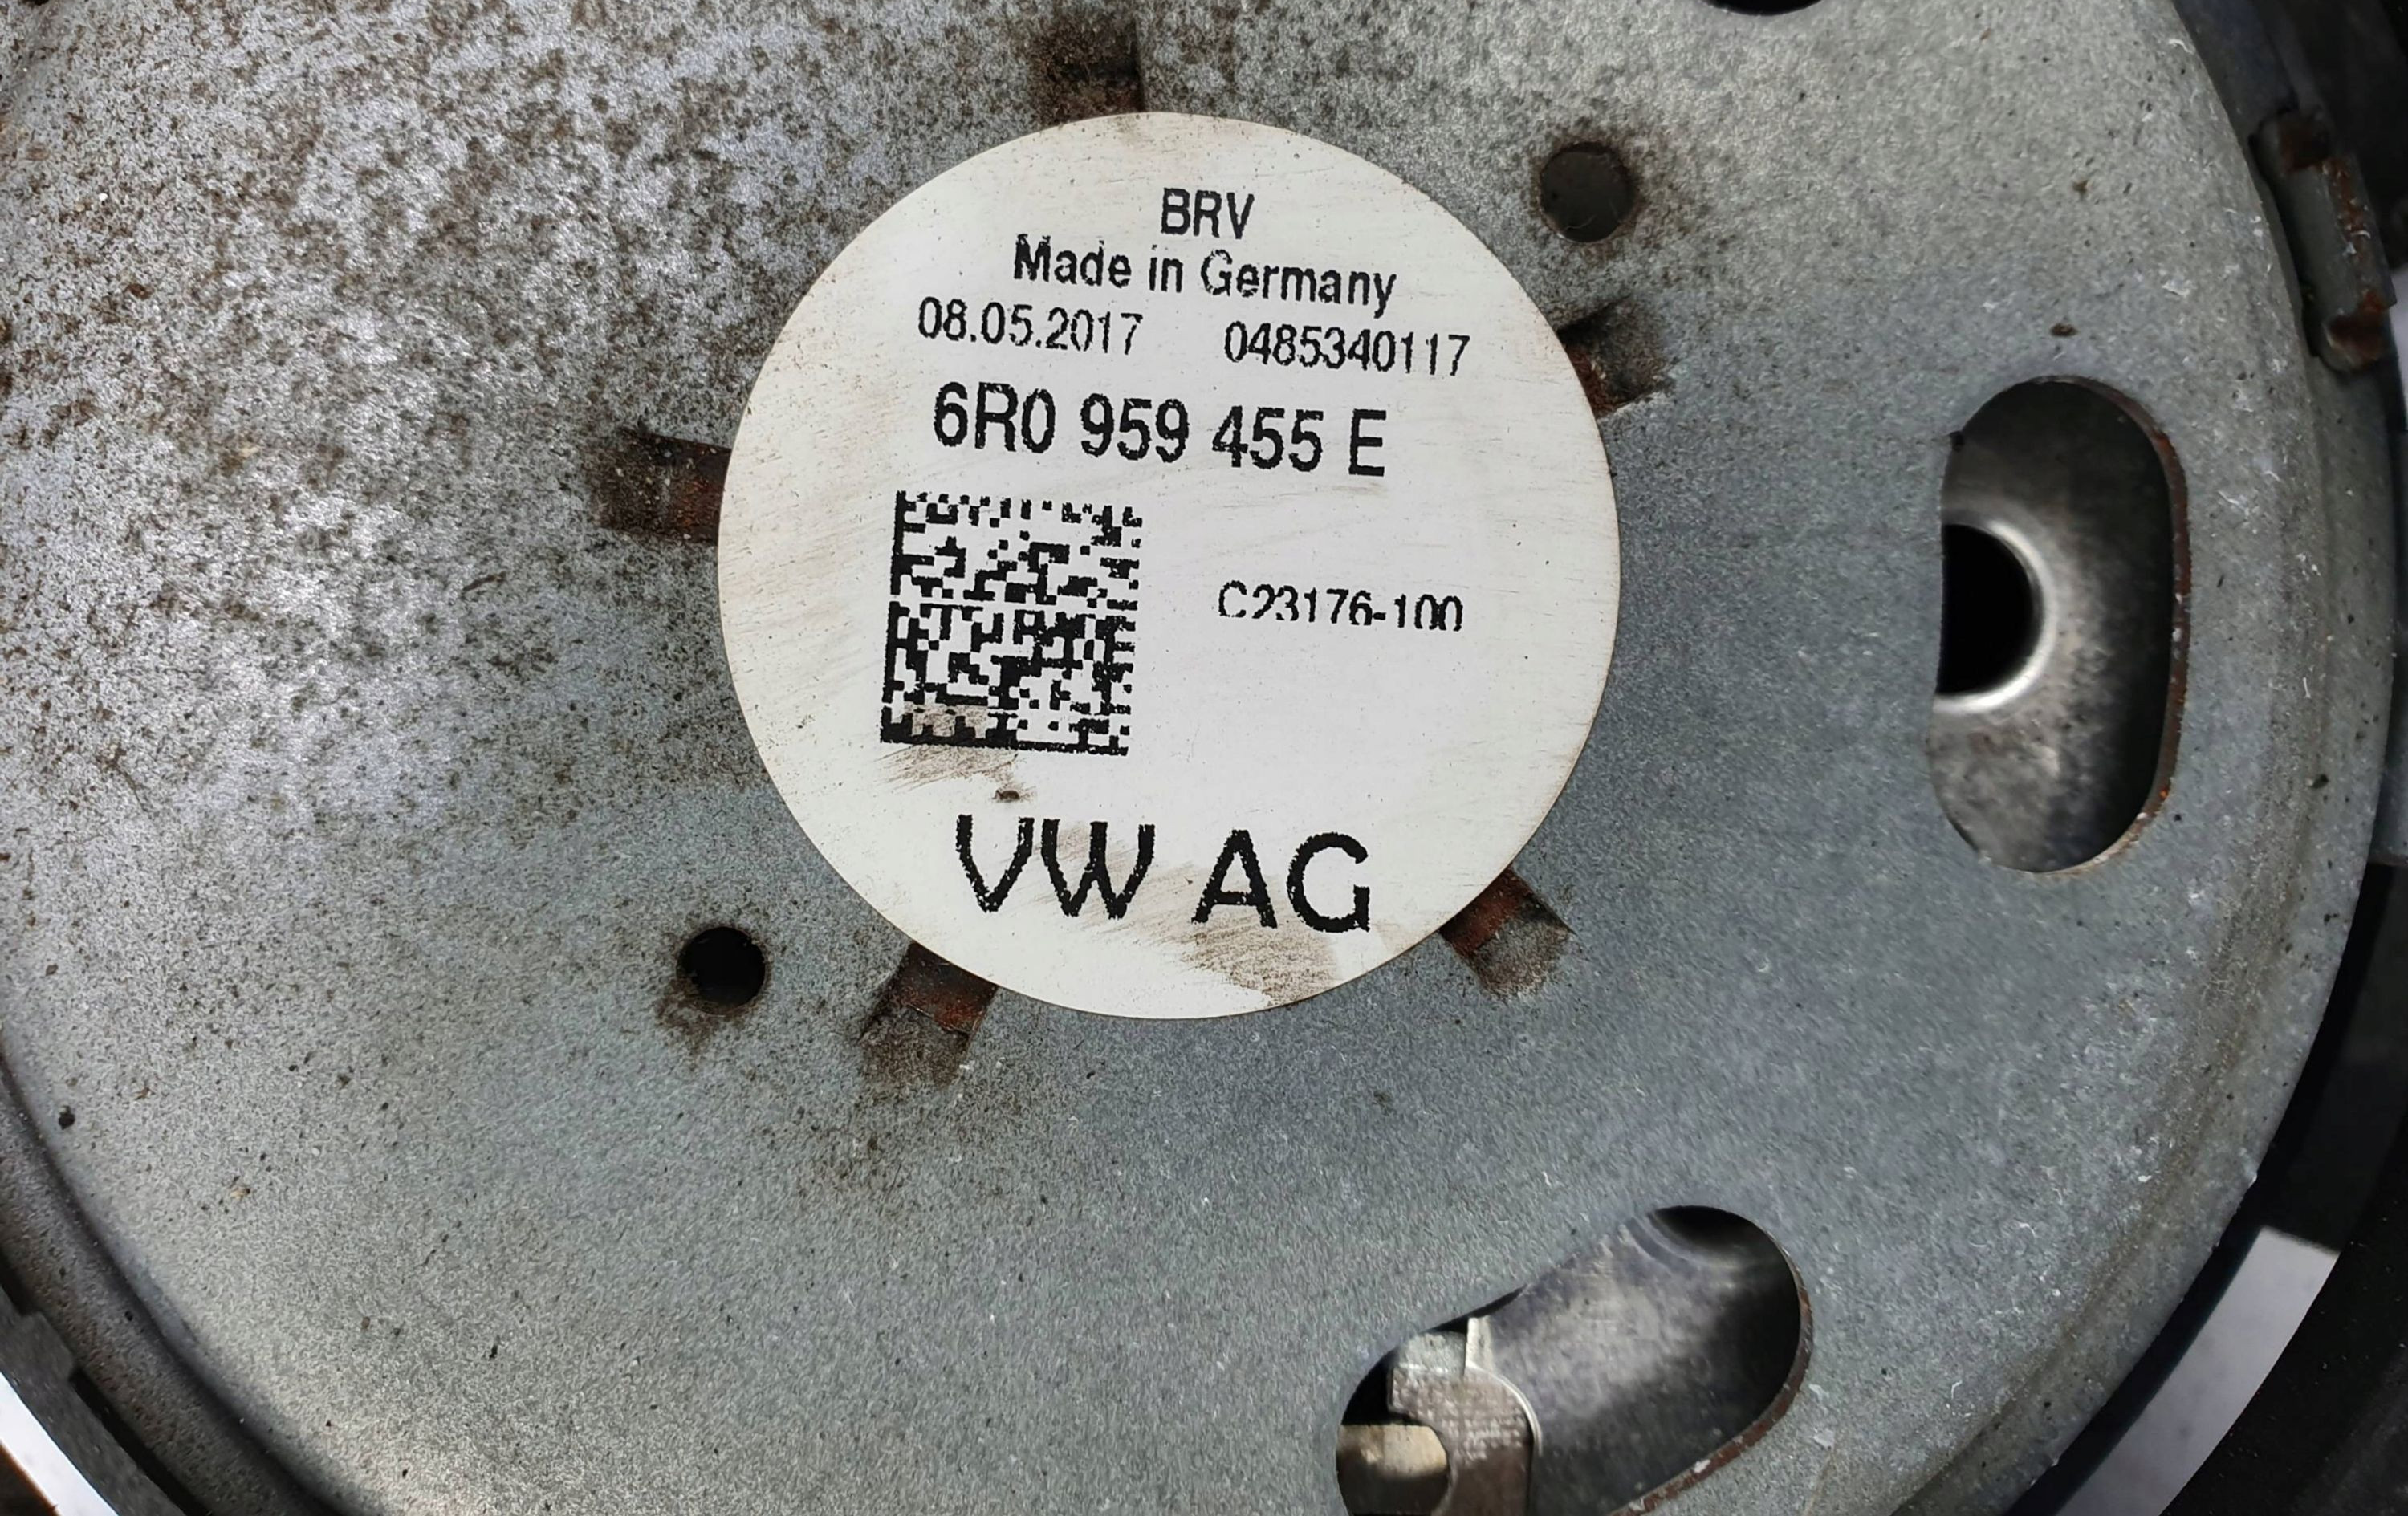 BRV
Made in Germany
08.05.2017 0485340117
6R0 959 455 E
C23176-100
VW AG